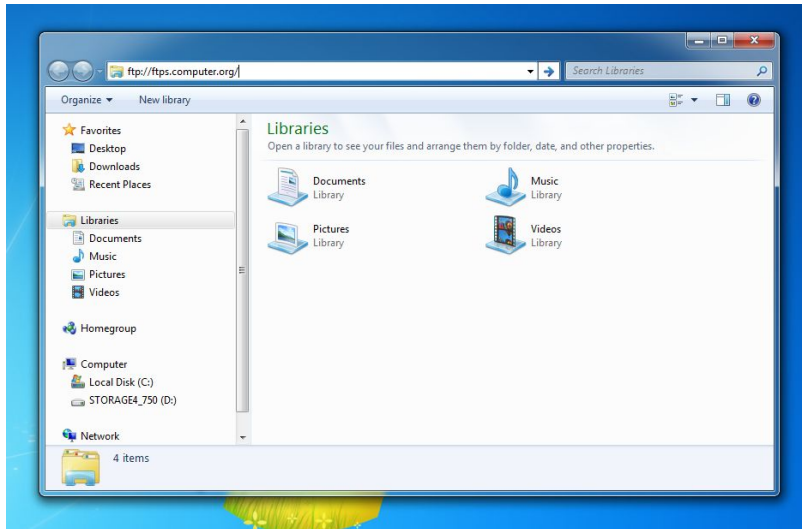 ftp://ftps.computer.org/
Search Libraries
Organize
New library
Favorites
Desktop
Downloads
Recent Places
Libraries
Documents
Music
Pictures
Videos
Homegroup
Computer
Local Disk (C:)
STORAGE4_750 (D:)
Network
Libraries
Open a library to see your files and arrange them by folder, date, and other properties.
Documents
Library
Music
Library
Pictures
Library
Videos
Library
4 items